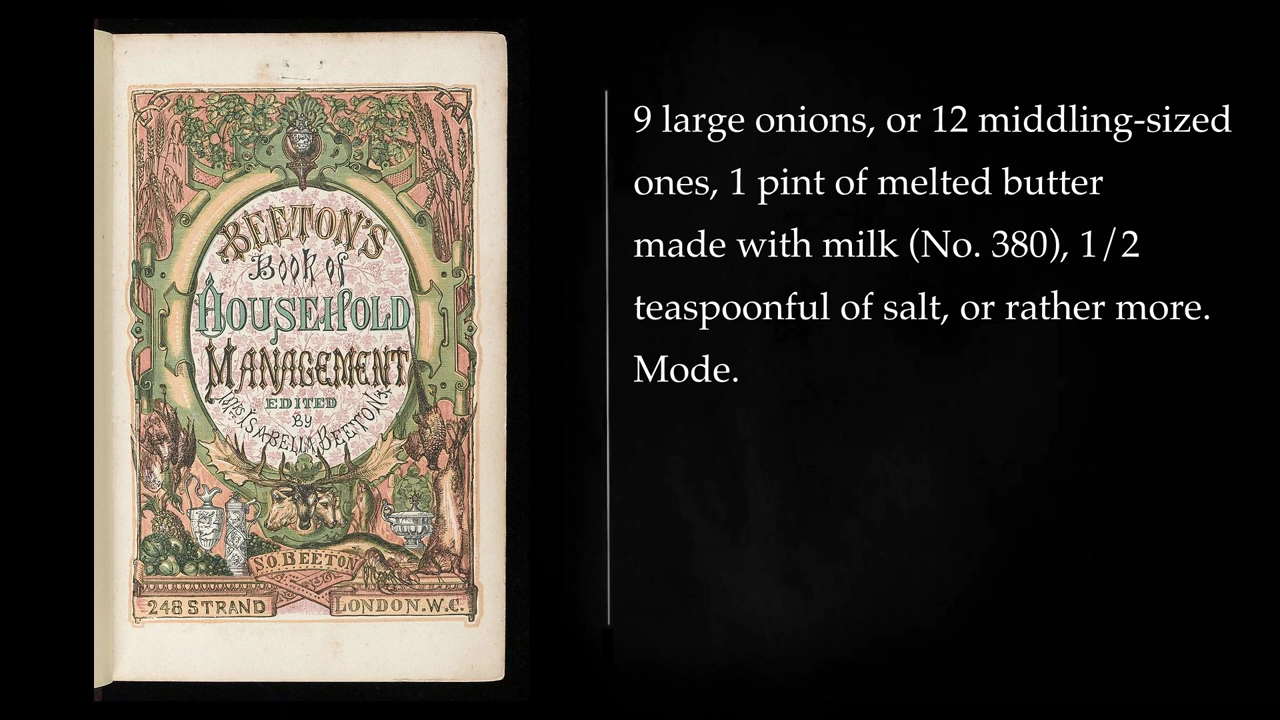 BEETON'S
Book of
HOUSEHOLD
MANAGEMENT
EDITED
BY
MRS ISABELLA BEETON
S.O.BEETON
248 STRAND
LONDON.W.C.
9 large onions, or 12 middling-sized
ones, 1 pint of melted butter
made with milk (No. 380), 1/2
teaspoonful of salt, or rather more.
Mode.